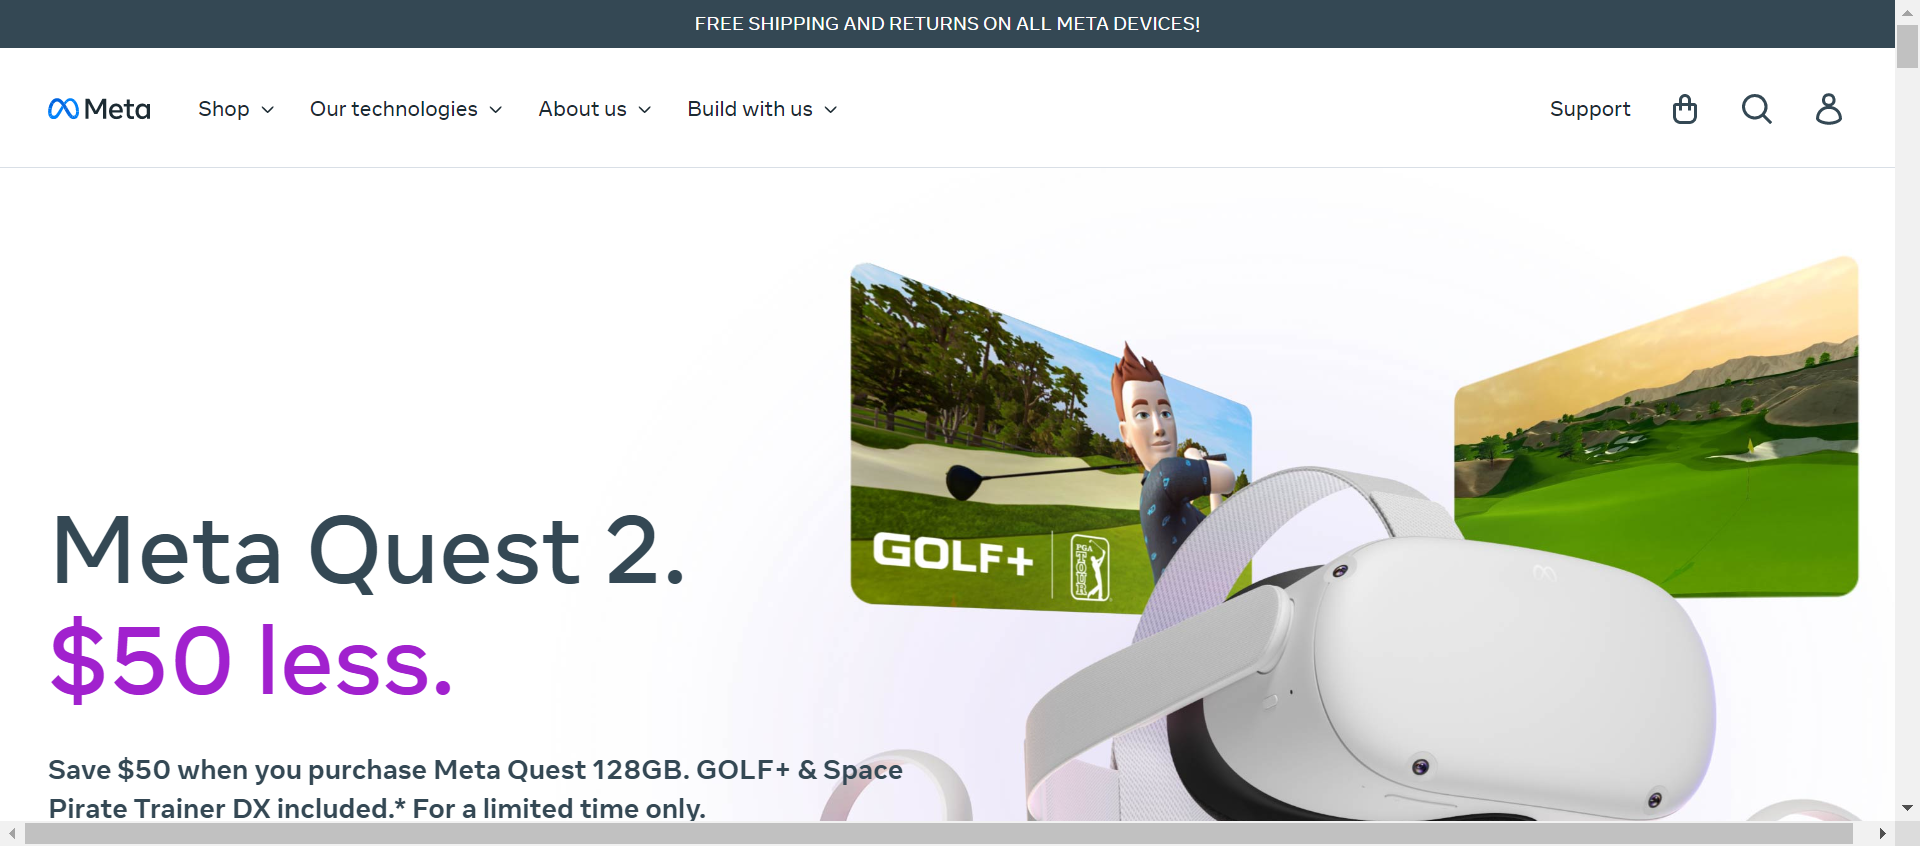 FREE SHIPPING AND RETURNS ON ALL META DEVICES!
Meta
Shop
Our technologies
About us
Build with us
Support
GOLF+
PGA
TOUR
Meta Quest 2.
$50 less.
Save $50 when you purchase Meta Quest 128GB. GOLF+ & Space
Pirate Trainer DX included.* For a limited time only.